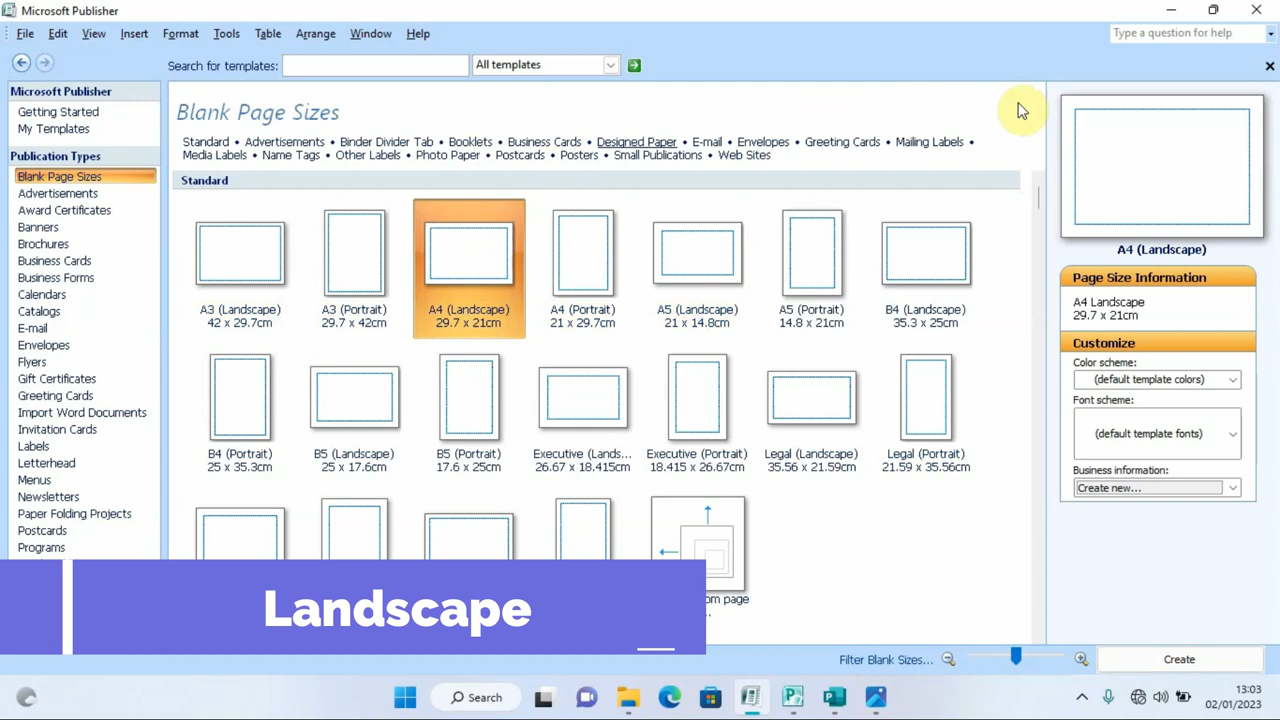 Microsoft Publisher
File Edit View Insert Format Tools Table Arrange Window Help
Type a question for help
Search for templates:
All templates
Microsoft Publisher
Getting Started
My Templates
Publication Types
Blank Page Sizes
Advertisements
Award Certificates
Banners
Brochures
Business Cards
Business Forms
Calendars
Catalogs
E-mail
Envelopes
Flyers
Gift Certificates
Greeting Cards
Import Word Documents
Invitation Cards
Labels
Letterhead
Menus
Newsletters
Paper Folding Projects
Postcards
Programs
Blank Page Sizes
Standard • Advertisements • Binder Divider Tab • Booklets • Business Cards • Designed Paper • E-mail • Envelopes • Greeting Cards • Mailing Labels •
Media Labels • Name Tags • Other Labels • Photo Paper • Postcards • Posters • Small Publications • Web Sites
Standard
A3 (Landscape) A3 (Portrait) A4 (Landscape) A4 (Portrait) A5 (Landscape) A5 (Portrait) B4 (Landscape)
42 x 29.7cm 29.7 x 42cm 29.7 x 21cm 21 x 29.7cm 21 x 14.8cm 14.8 x 21cm 35.3 x 25cm
B4 (Portrait) B5 (Landscape) B5 (Portrait) Executive (Lands... Executive (Portrait) Legal (Landscape) Legal (Portrait)
25 x 35.3cm 25 x 17.6cm 17.6 x 25cm 26.67 x 18.415cm 18.415 x 26.67cm 35.56 x 21.59cm 21.59 x 35.56cm
page
A4 (Landscape)
Page Size Information
A4 Landscape
29.7 x 21cm
Customize
Color scheme:
(default template colors)
Font scheme:
(default template fonts)
Business information:
Create new...
Landscape
Filter Blank Sizes...
Create
Search
13:03
02/01/2023